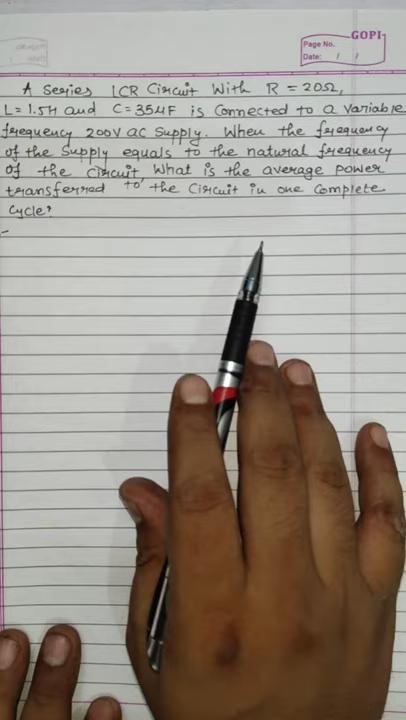 GOPI
Page No.
Date: / /
A Series LCR Circuit With R = 20Ω,
L = 1.5H and C = 35μF is Connected to a Variable
frequency 200V ac Supply. When the frequency
of the Supply equals to the natural frequency
of the circuit What is the average power
transferred to the Circuit in one Complete
Cycle?